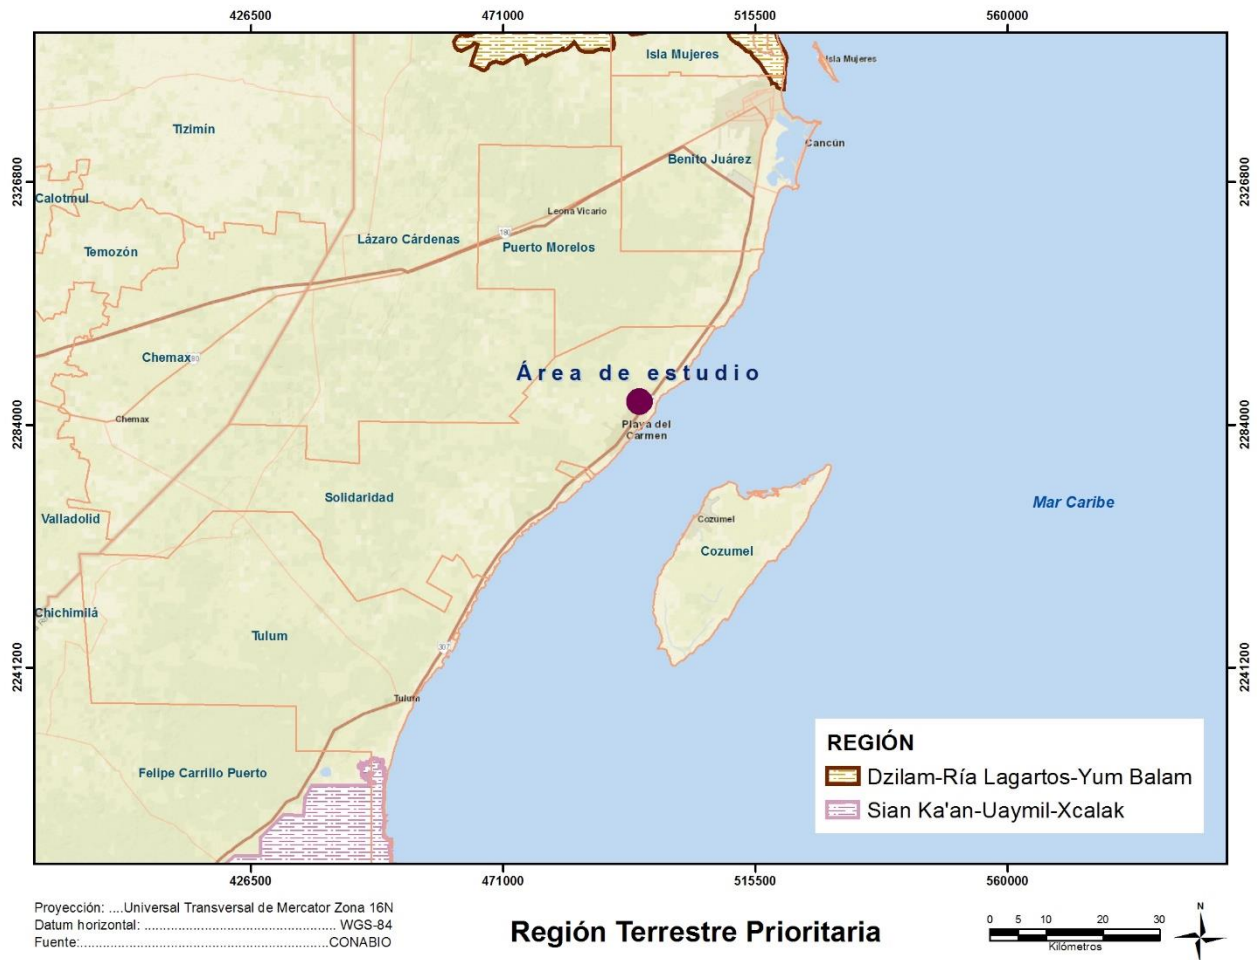 426500
471000
515500
560000
Isla Mujeres
Isla Mujeres
Tizimín
Cancún
Benito Juárez
2326800
2326800
Calotmul
Leona Vicario
180
Lázaro Cárdenas
Puerto Morelos
Temozón
Chemax
Área de estudio
Chemax
Playa del
Carmen
2284000
2284000
Solidaridad
Mar Caribe
Valladolid
Cozumel
Cozumel
Chichimilá
Tulum
307
2241200
2241200
Tulum
REGIÓN
Felipe Carrillo Puerto
Dzilam-Ría Lagartos-Yum Balam
Sian Ka'an-Uaymil-Xcalak
426500
471000
515500
560000
Proyección: ....Universal Transversal de Mercator Zona 16N
Datum horizontal: ................................................ WGS-84
Fuente:...............................................................CONABIO
Región Terrestre Prioritaria
0 5 10 20 30
Kilómetros
N